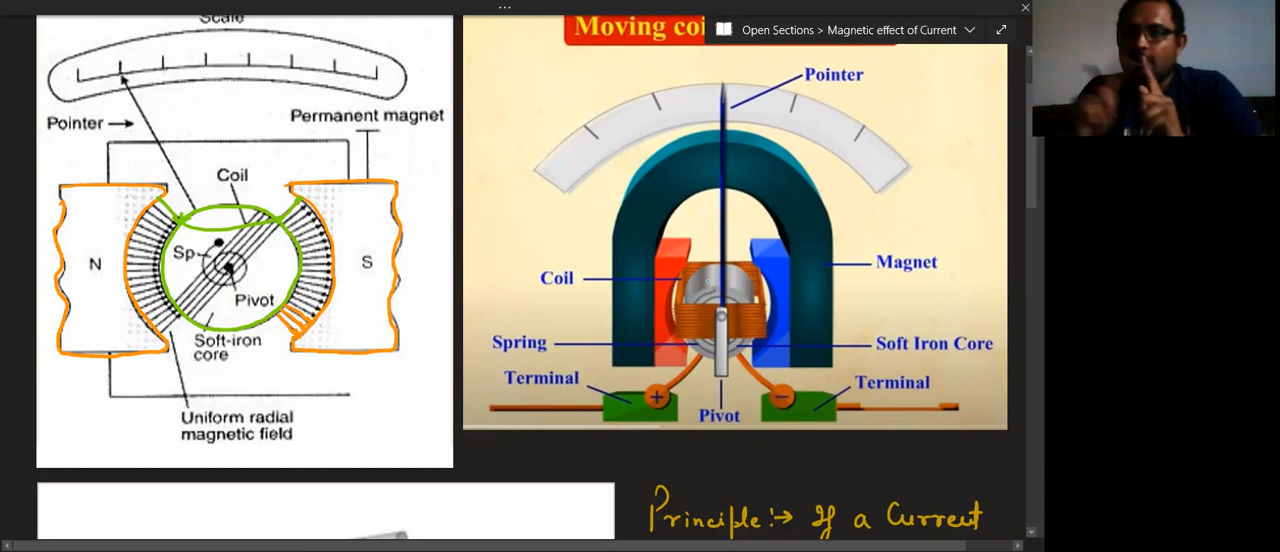 Scale
Pointer
Permanent magnet
Coil
N
Sp
S
Pivot
Soft-iron
core
Uniform radial
magnetic field
Moving coi
Open Sections > Magnetic effect of Current
Pointer
Coil
Magnet
Spring
Soft Iron Core
Terminal
Terminal
+
−
Pivot
Principle:→ If a Current